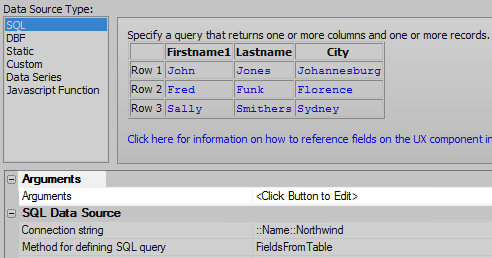 Data Source Type:
SQL
DBF
Static
Custom
Data Series
Javascript Function
Specify a query that returns one or more columns and one or more records.
Firstname1 Lastname City
Row 1 John Jones Johannesburg
Row 2 Fred Funk Florence
Row 3 Sally Smithers Sydney
Click here for information on how to reference fields on the UX component in
Arguments
Arguments <Click Button to Edit>
SQL Data Source
Connection string ::Name::Northwind
Method for defining SQL query FieldsFromTable